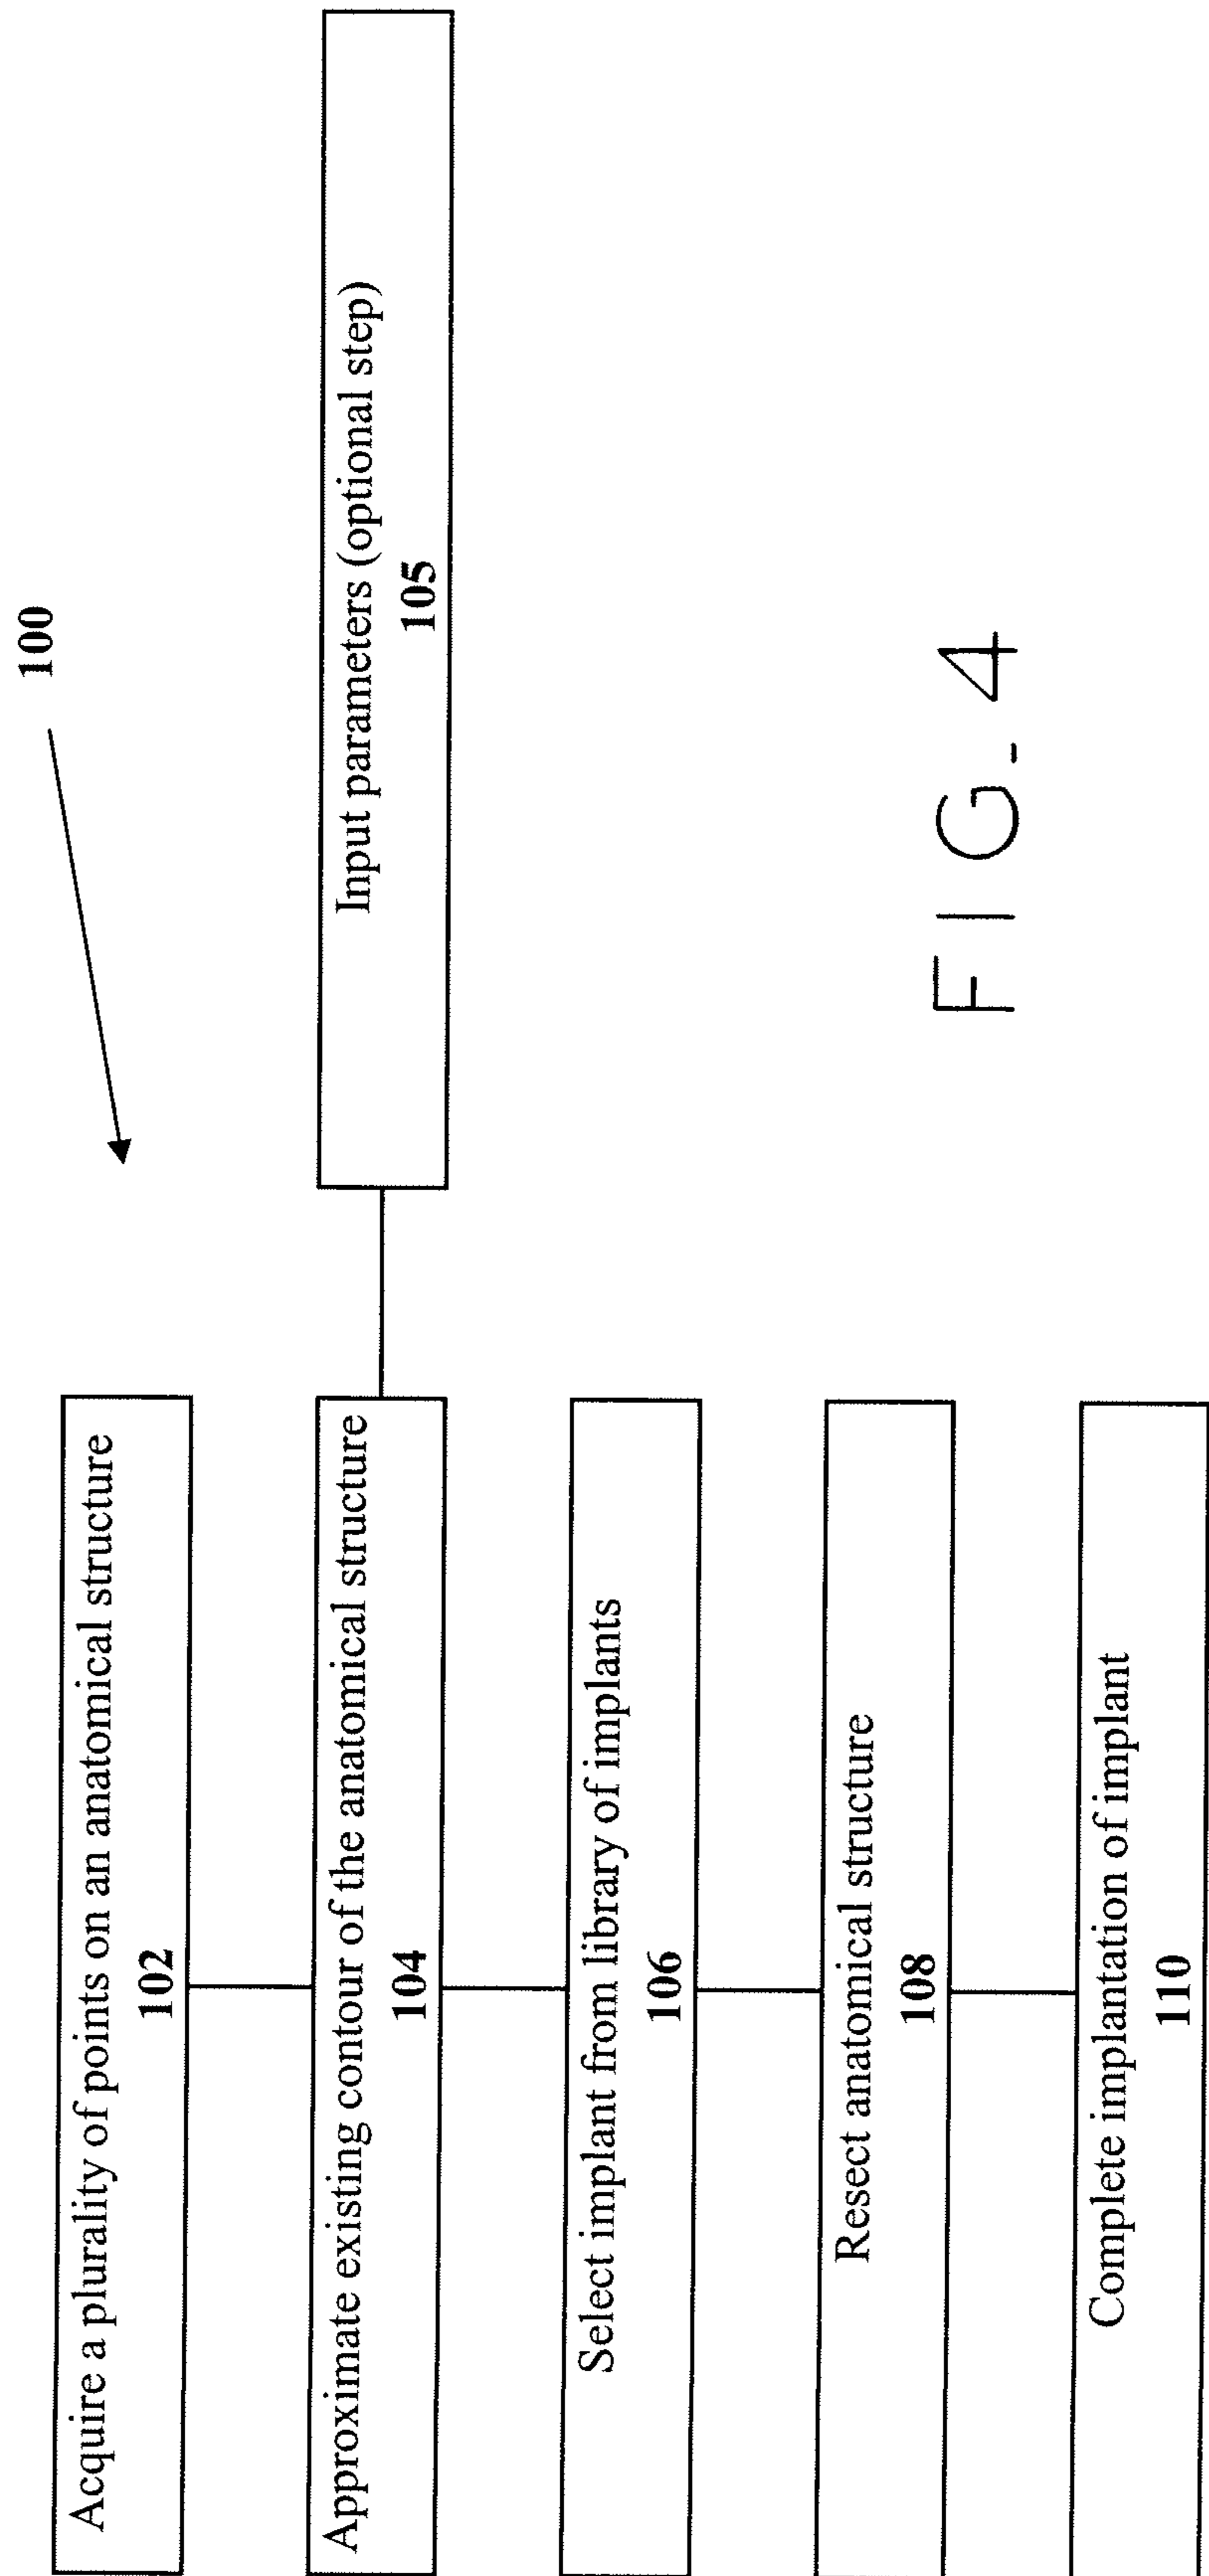 100
Acquire a plurality of points on an anatomical structure
102
Approximate existing contour of the anatomical structure
104
Input parameters (optional step)
105
Select implant from library of implants
106
Resect anatomical structure
108
Complete implantation of implant
110
FIG. 4